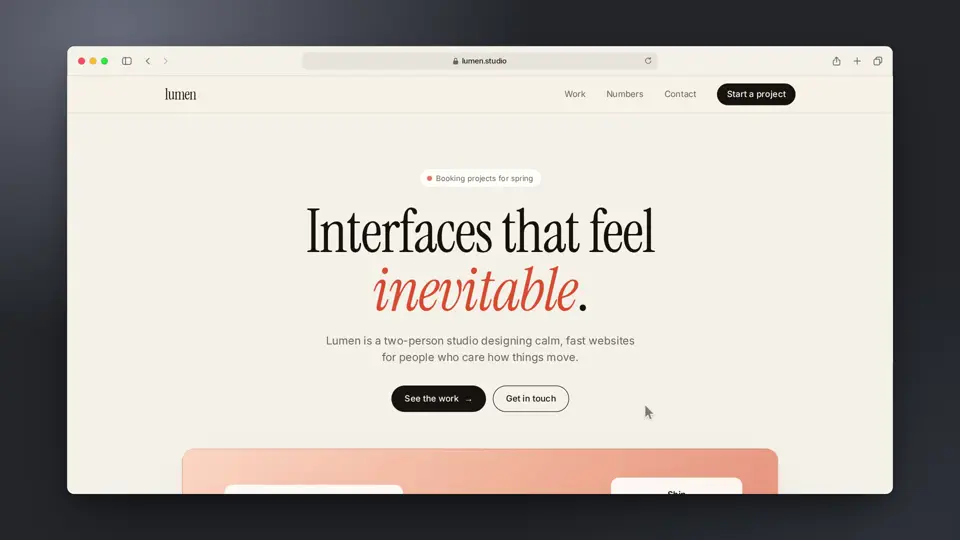 lumen.studio
lumen
Work
Numbers
Contact
Start a project
Booking projects for spring
Interfaces that feel
inevitable.
Lumen is a two-person studio designing calm, fast websites
for people who care how things move.
See the work →
Get in touch
Ship